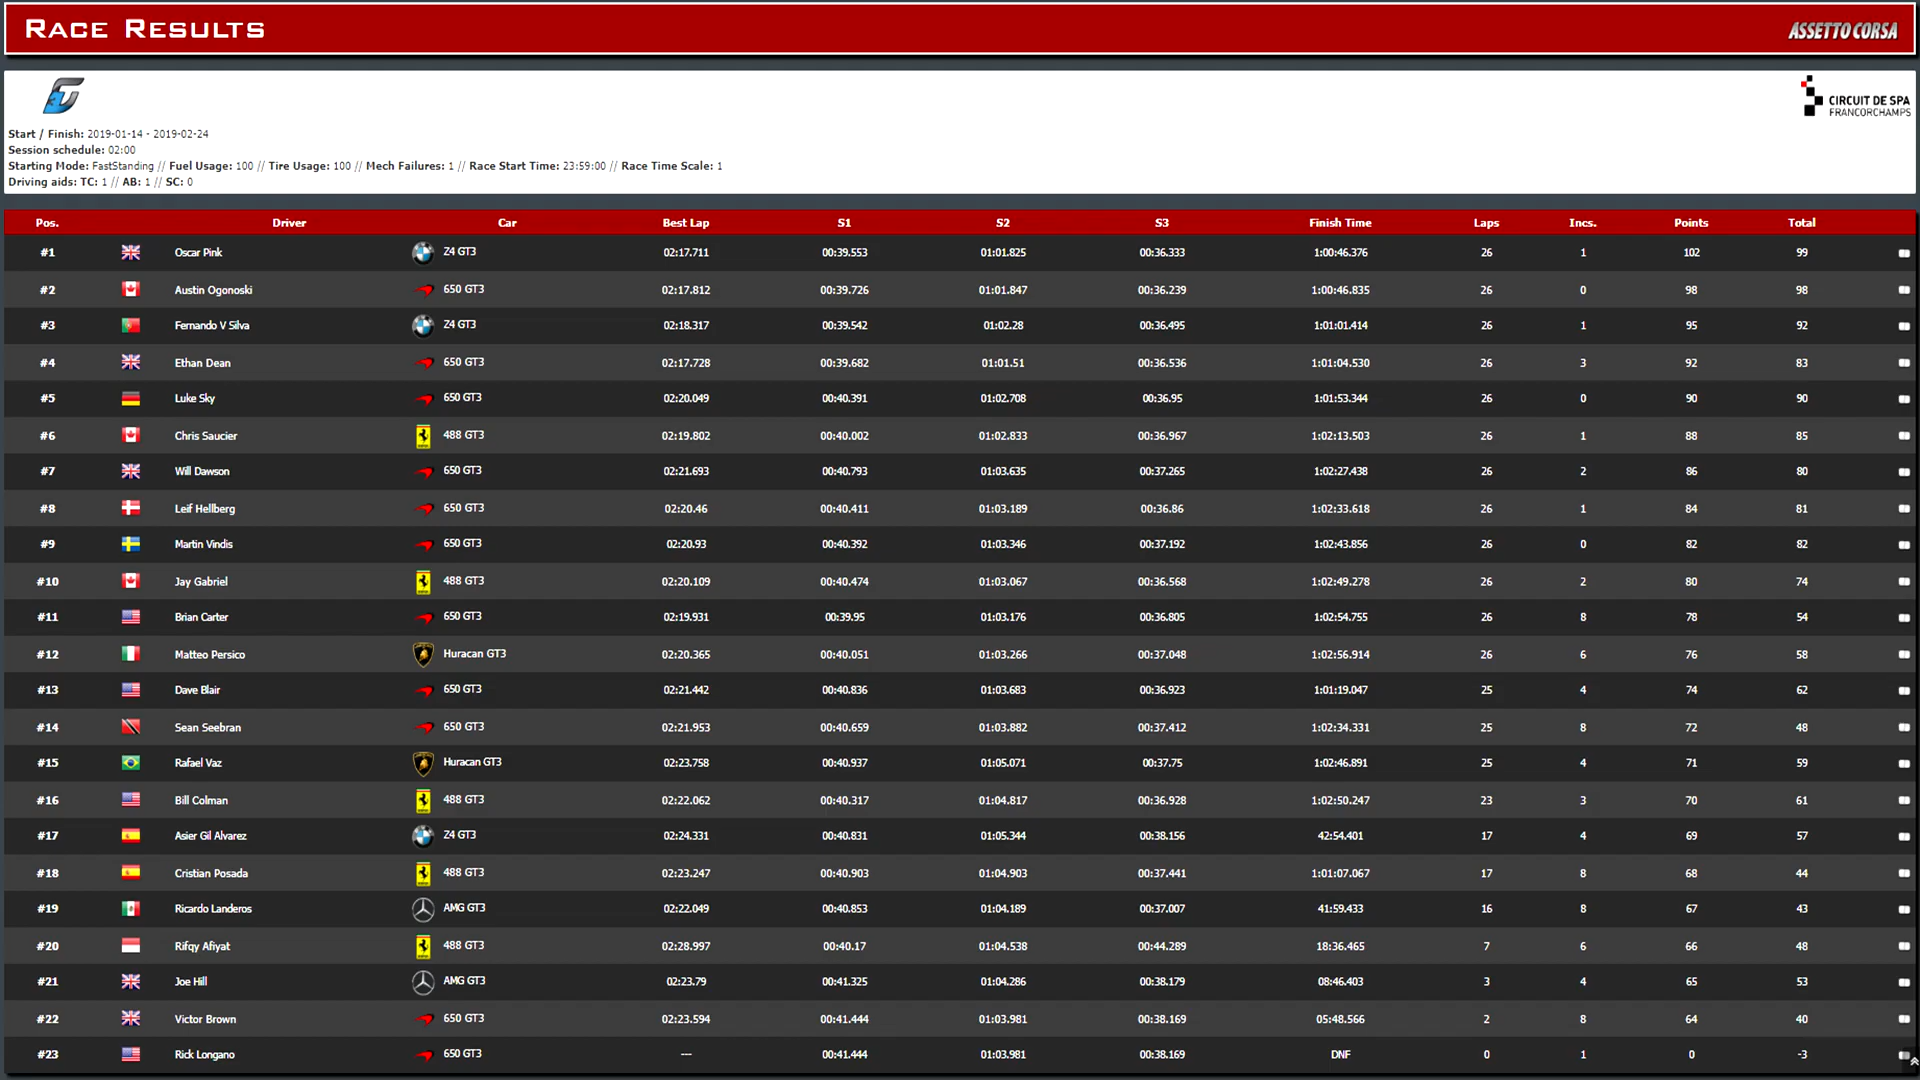 Race Results
ASSETTO CORSA
CIRCUIT DE SPA
FRANCORCHAMPS
Start / Finish: 2019-01-14 - 2019-02-24
Session schedule: 02:00
Starting Mode: FastStanding // Fuel Usage: 100 // Tire Usage: 100 // Mech Failures: 1 // Race Start Time: 23:59:00 // Race Time Scale: 1
Driving aids: TC: 1 // AB: 1 // SC: 0
Pos. Driver Car Best Lap S1 S2 S3 Finish Time Laps Incs. Points Total
#1 Oscar Pink Z4 GT3 02:17.711 00:39.553 01:01.825 00:36.333 1:00:46.376 26 1 102 99
#2 Austin Ogonoski 650 GT3 02:17.812 00:39.726 01:01.847 00:36.239 1:00:46.835 26 0 98 98
#3 Fernando V Silva Z4 GT3 02:18.317 00:39.542 01:02.28 00:36.495 1:01:01.414 26 1 95 92
#4 Ethan Dean 650 GT3 02:17.728 00:39.682 01:01.51 00:36.536 1:01:04.530 26 3 92 83
#5 Luke Sky 650 GT3 02:20.049 00:40.391 01:02.708 00:36.95 1:01:53.344 26 0 90 90
#6 Chris Saucier 488 GT3 02:19.802 00:40.002 01:02.833 00:36.967 1:02:13.503 26 1 88 85
#7 Will Dawson 650 GT3 02:21.693 00:40.793 01:03.635 00:37.265 1:02:27.438 26 2 86 80
#8 Leif Hellberg 650 GT3 02:20.46 00:40.411 01:03.189 00:36.86 1:02:33.618 26 1 84 81
#9 Martin Vindis 650 GT3 02:20.93 00:40.392 01:03.346 00:37.192 1:02:43.856 26 0 82 82
#10 Jay Gabriel 488 GT3 02:20.109 00:40.474 01:03.067 00:36.568 1:02:49.278 26 2 80 74
#11 Brian Carter 650 GT3 02:19.931 00:39.95 01:03.176 00:36.805 1:02:54.755 26 8 78 54
#12 Matteo Persico Huracan GT3 02:20.365 00:40.051 01:03.266 00:37.048 1:02:56.914 26 6 76 58
#13 Dave Blair 650 GT3 02:21.442 00:40.836 01:03.683 00:36.923 1:01:19.047 25 4 74 62
#14 Sean Seebran 650 GT3 02:21.953 00:40.659 01:03.882 00:37.412 1:02:34.331 25 8 72 48
#15 Rafael Vaz Huracan GT3 02:23.758 00:40.937 01:05.071 00:37.75 1:02:46.891 25 4 71 59
#16 Bill Colman 488 GT3 02:22.062 00:40.317 01:04.817 00:36.928 1:02:50.247 23 3 70 61
#17 Asier Gil Alvarez Z4 GT3 02:24.331 00:40.831 01:05.344 00:38.156 42:54.401 17 4 69 57
#18 Cristian Posada 488 GT3 02:23.247 00:40.903 01:04.903 00:37.441 1:01:07.067 17 8 68 44
#19 Ricardo Landeros AMG GT3 02:22.049 00:40.853 01:04.189 00:37.007 41:59.433 16 8 67 43
#20 Rifqy Afiyat 488 GT3 02:28.997 00:40.17 01:04.538 00:44.289 18:36.465 7 6 66 48
#21 Joe Hill AMG GT3 02:23.79 00:41.325 01:04.286 00:38.179 08:46.403 3 4 65 53
#22 Victor Brown 650 GT3 02:23.594 00:41.444 01:03.981 00:38.169 05:48.566 2 8 64 40
#23 Rick Longano 650 GT3 --- 00:41.444 01:03.981 00:38.169 DNF 0 1 0 -3